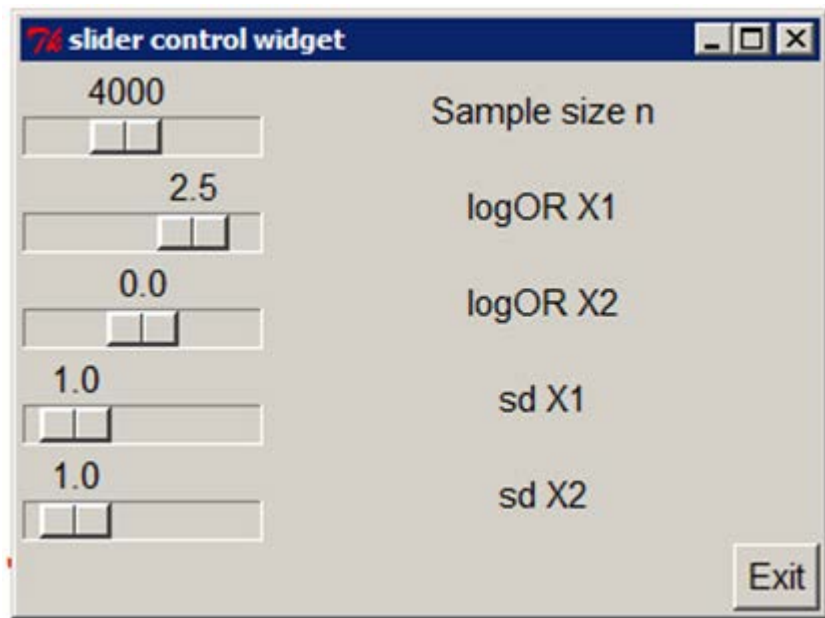 7k slider control widget
4000
Sample size n
2.5
logOR X1
0.0
logOR X2
1.0
sd X1
1.0
sd X2
Exit